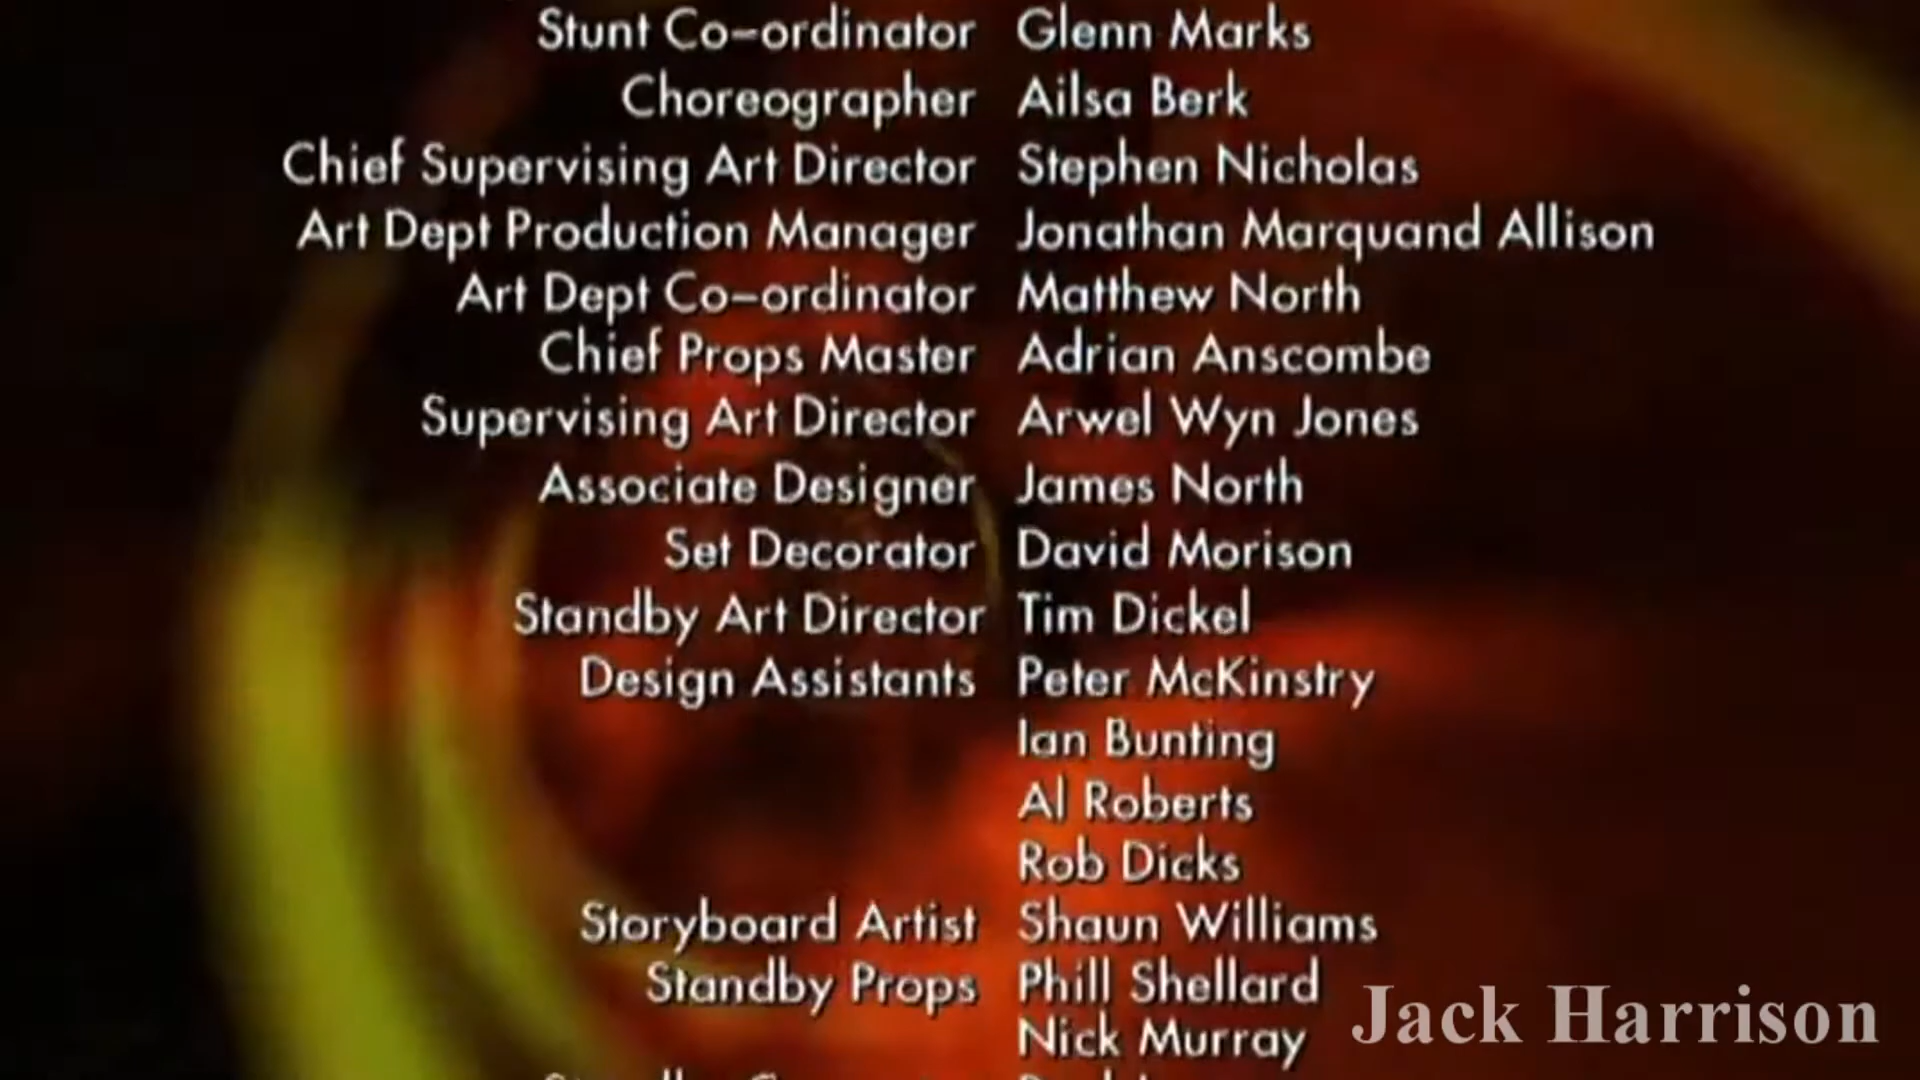 Stunt Co-ordinator Glenn Marks
Choreographer Ailsa Berk
Chief Supervising Art Director Stephen Nicholas
Art Dept Production Manager Jonathan Marquand Allison
Art Dept Co-ordinator Matthew North
Chief Props Master Adrian Anscombe
Supervising Art Director Arwel Wyn Jones
Associate Designer James North
Set Decorator David Morison
Standby Art Director Tim Dickel
Design Assistants Peter McKinstry
Ian Bunting
Al Roberts
Rob Dicks
Storyboard Artist Shaun Williams
Standby Props Phill Shellard
Nick Murray
Jack Harrison